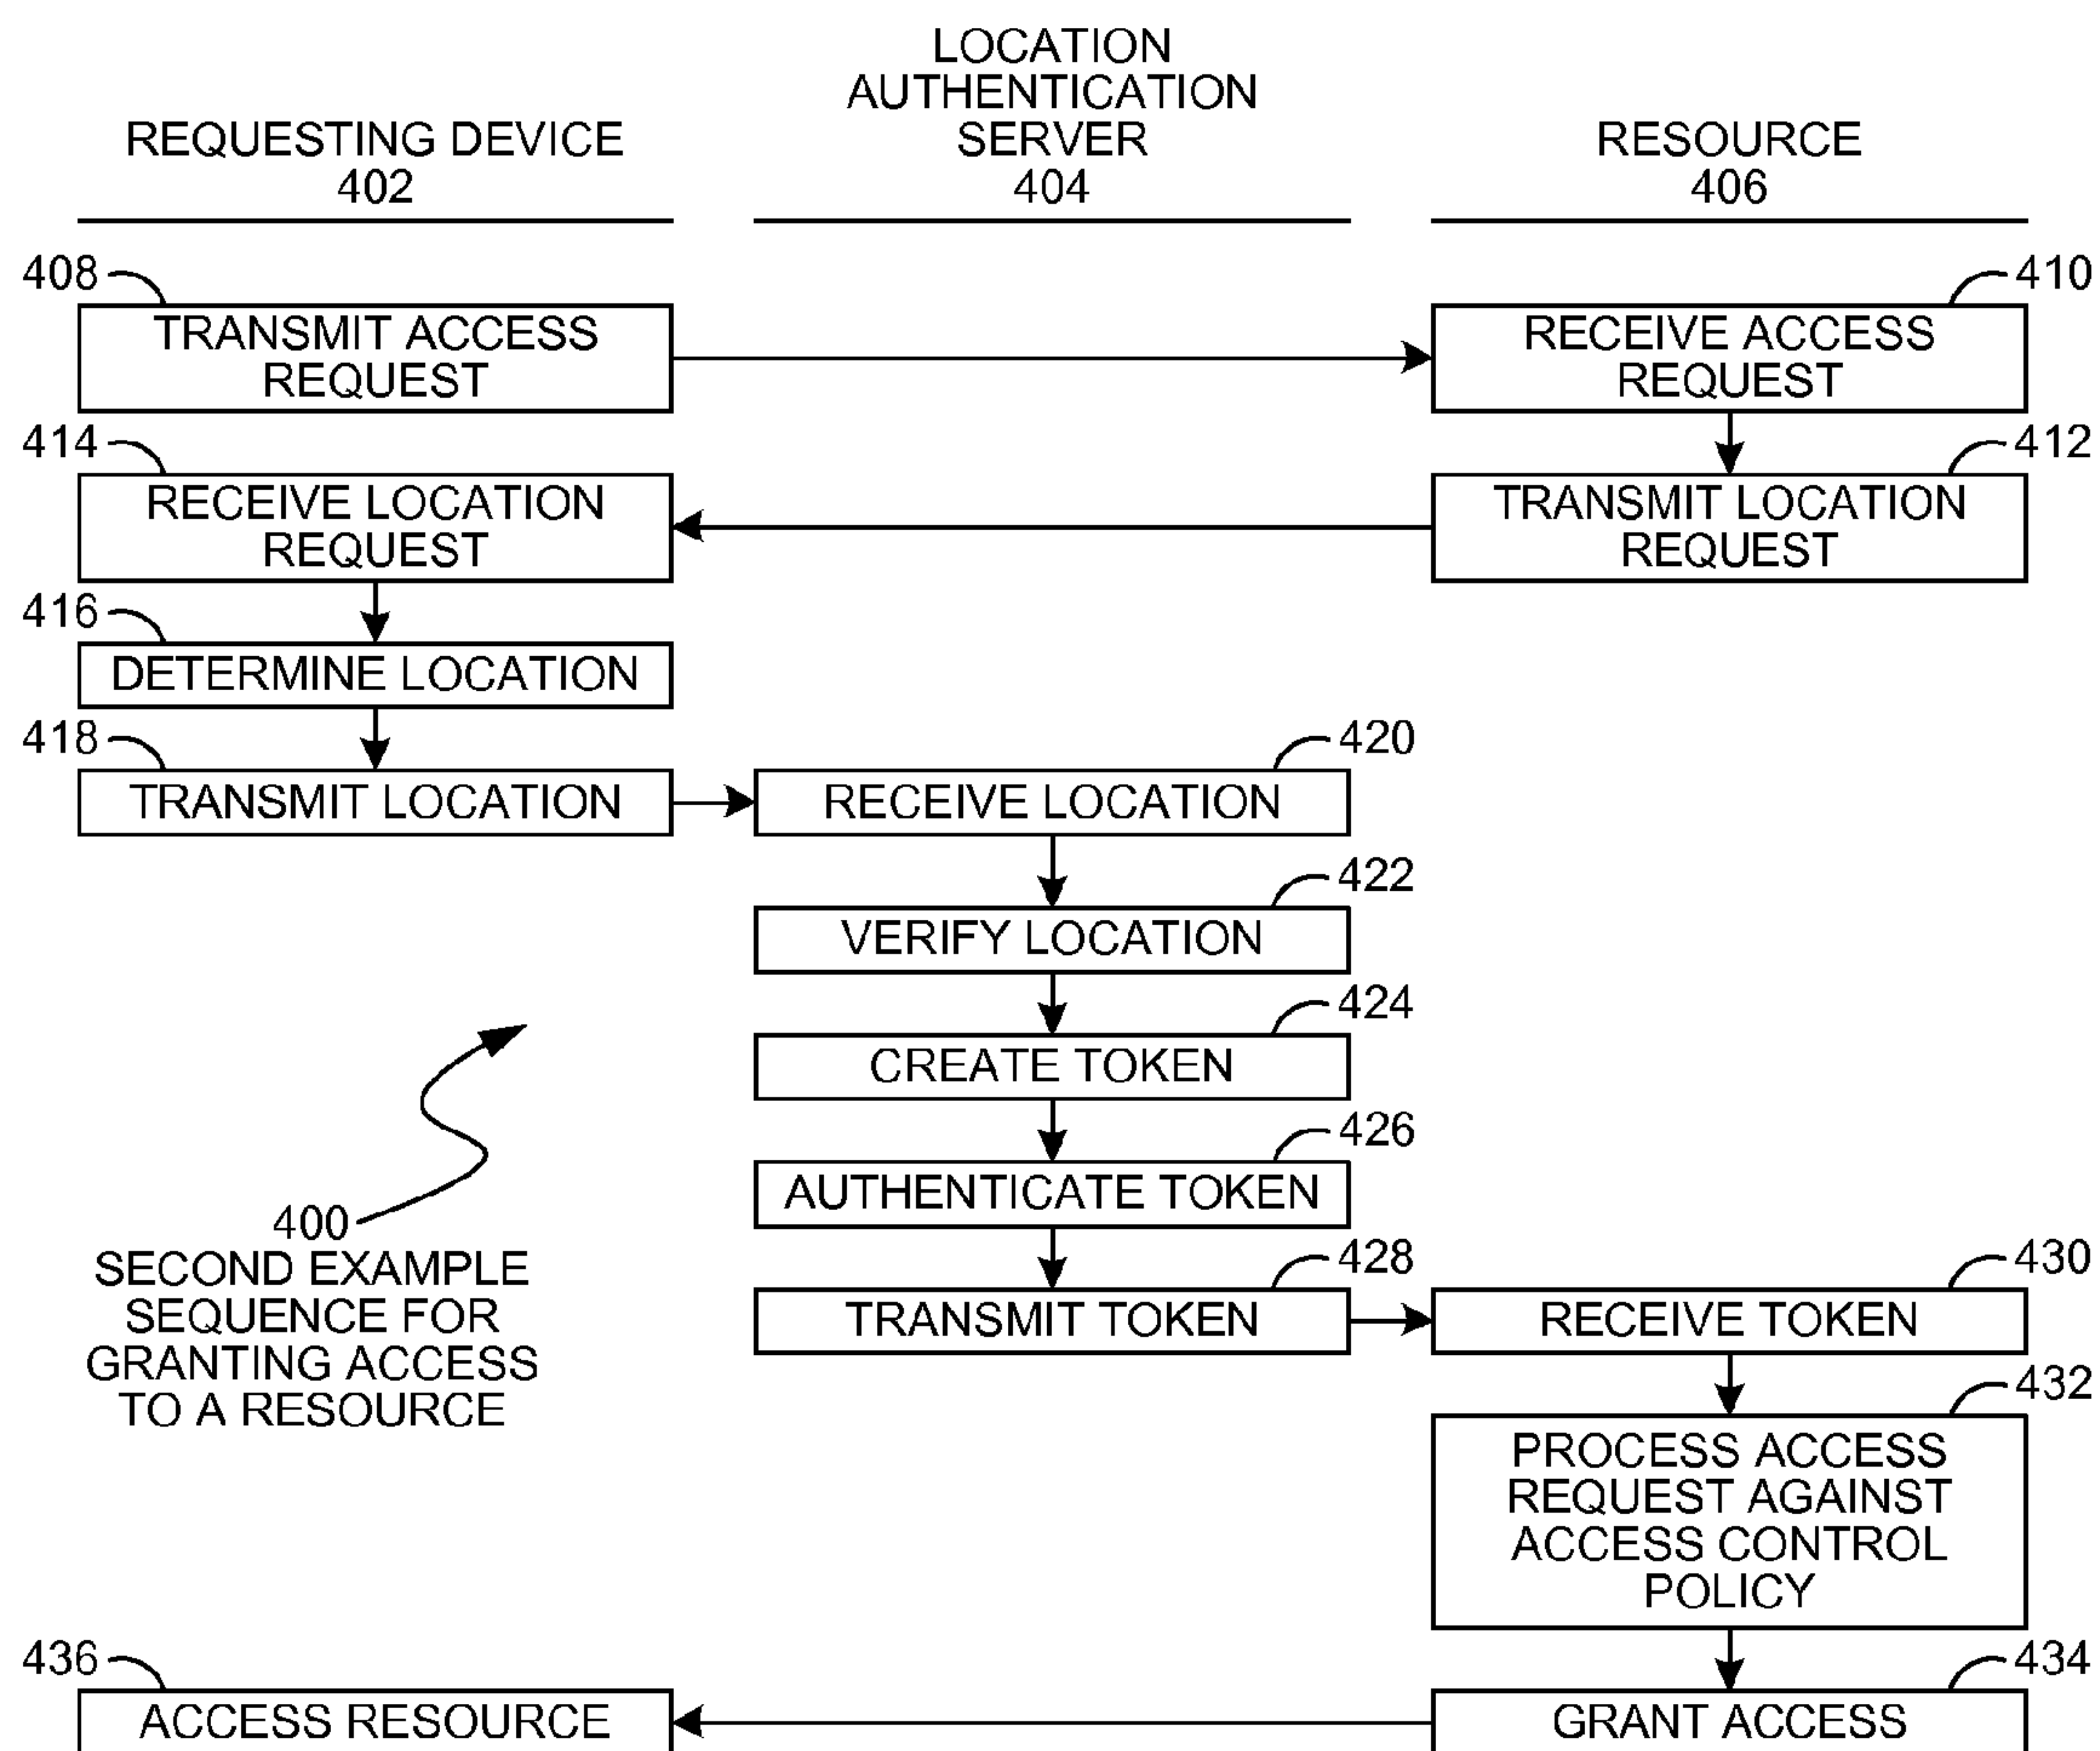 LOCATION
AUTHENTICATION
SERVER
404
REQUESTING DEVICE
402
RESOURCE
406
408
TRANSMIT ACCESS
REQUEST
410
RECEIVE ACCESS
REQUEST
414
RECEIVE LOCATION
REQUEST
412
TRANSMIT LOCATION
REQUEST
416
DETERMINE LOCATION
418
TRANSMIT LOCATION
420
RECEIVE LOCATION
422
VERIFY LOCATION
424
CREATE TOKEN
426
AUTHENTICATE TOKEN
400
SECOND EXAMPLE
SEQUENCE FOR
GRANTING ACCESS
TO A RESOURCE
428
TRANSMIT TOKEN
430
RECEIVE TOKEN
432
PROCESS ACCESS
REQUEST AGAINST
ACCESS CONTROL
POLICY
434
GRANT ACCESS
436
ACCESS RESOURCE